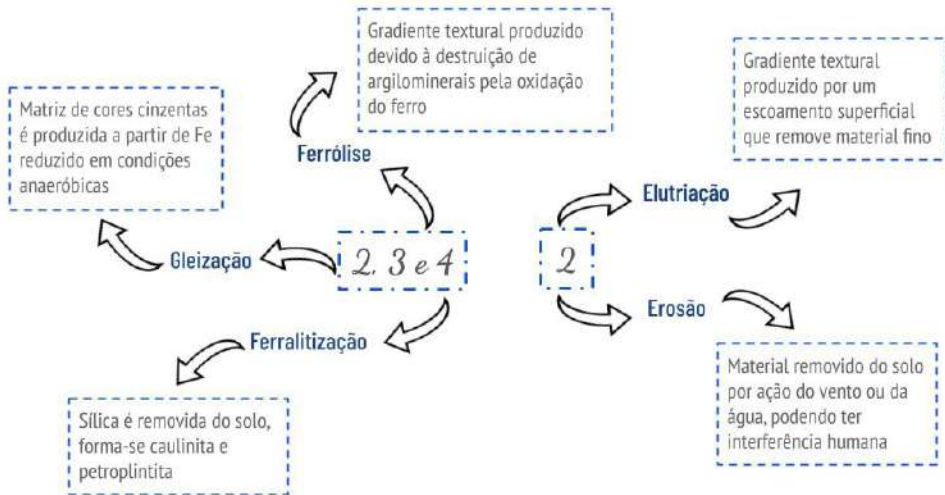 Gradiente textural produzido
devido à destruição de
argilominerais pela oxidação
do ferro
Gradiente textural
produzido por um
escoamento superficial
que remove material fino
Matriz de cores cinzentas
é produzida a partir de Fe
reduzido em condições
anaeróbicas
Ferrólise
Elutriação
Gleização
2. 3 e 4
2
Ferralitização
Erosão
Sílica é removida do solo,
forma-se caulinita e
petroplintita
Material removido do solo
por ação do vento ou da
água, podendo ter
interferência humana